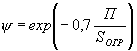 ψ = exp(−0,7 П / S_ОГР)